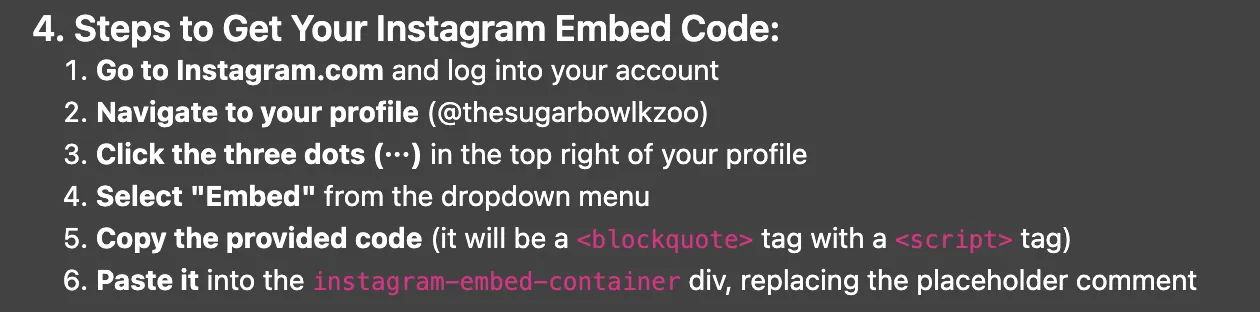 4. Steps to Get Your Instagram Embed Code:
1. Go to Instagram.com and log into your account
2. Navigate to your profile (@thesugarbowlkzoo)
3. Click the three dots (⋯) in the top right of your profile
4. Select "Embed" from the dropdown menu
5. Copy the provided code (it will be a <blockquote> tag with a <script> tag)
6. Paste it into the instagram-embed-container div, replacing the placeholder comment